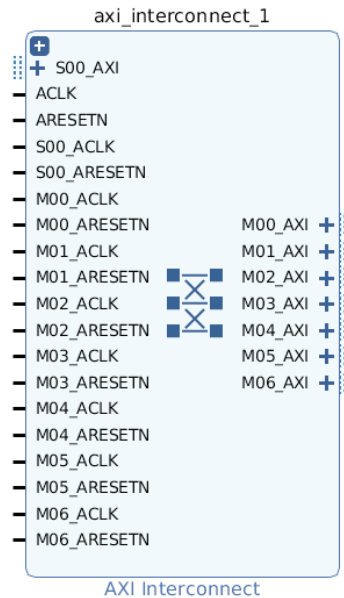 axi_interconnect_1
S00_AXI
ACLK
ARESETN
S00_ACLK
S00_ARESETN
M00_ACLK
M00_ARESETN M00_AXI
M01_ACLK M01_AXI
M01_ARESETN M02_AXI
M02_ACLK M03_AXI
M02_ARESETN M04_AXI
M03_ACLK M05_AXI
M03_ARESETN M06_AXI
M04_ACLK
M04_ARESETN
M05_ACLK
M05_ARESETN
M06_ACLK
M06_ARESETN
AXI Interconnect